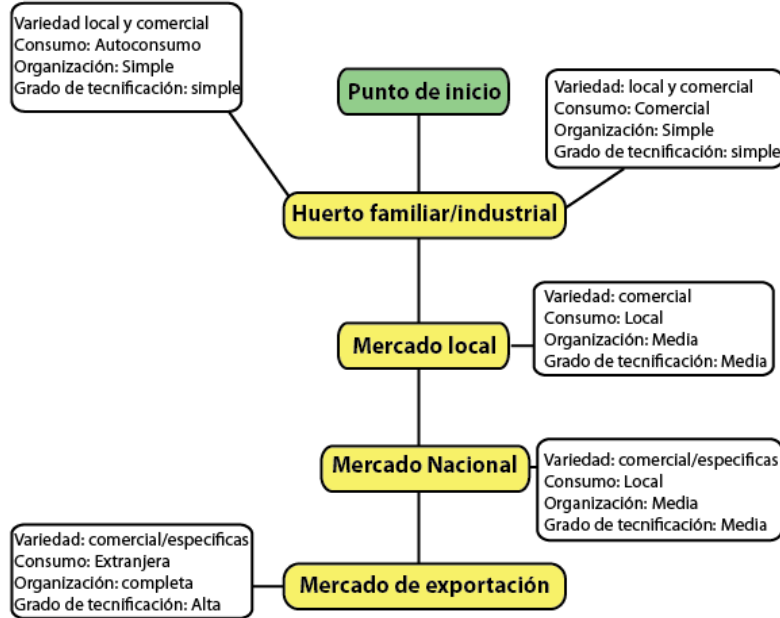 Variedad local y comercial
Consumo: Autoconsumo
Organización: Simple
Grado de tecnificación: simple
Punto de inicio
Variedad: local y comercial
Consumo: Comercial
Organización: Simple
Grado de tecnificación: simple
Huerto familiar/industrial
Mercado local
Variedad: comercial
Consumo: Local
Organización: Media
Grado de tecnificación: Media
Mercado Nacional
Variedad: comercial/especificas
Consumo: Local
Organización: Media
Grado de tecnificación: Media
Variedad: comercial/especificas
Consumo: Extranjera
Organización: completa
Grado de tecnificación: Alta
Mercado de exportación